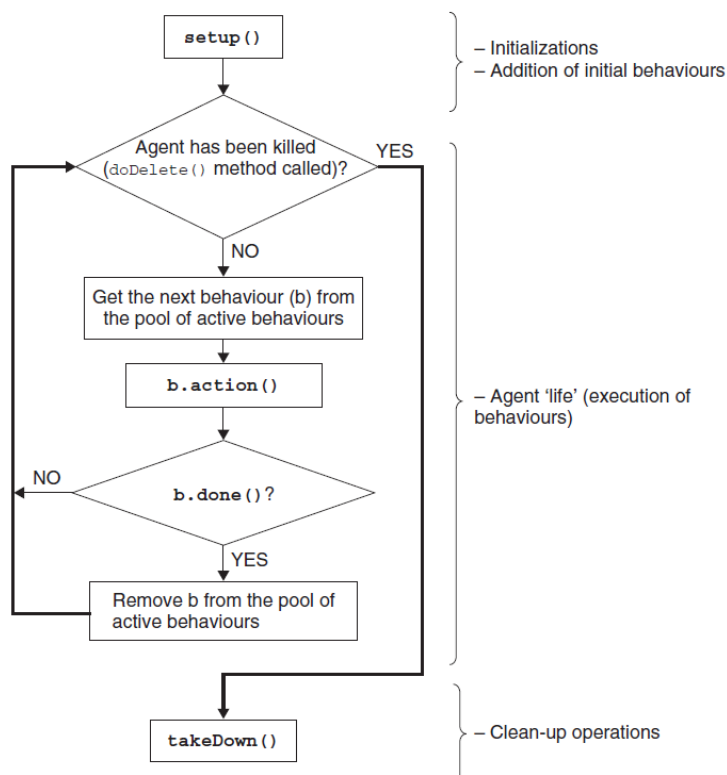 setup()
– Initializations
– Addition of initial behaviours
Agent has been killed
(doDelete() method called)?
YES
NO
Get the next behaviour (b) from
the pool of active behaviours
b.action()
– Agent ‘life’ (execution of
behaviours)
NO
b.done()?
YES
Remove b from the pool of
active behaviours
takeDown()
– Clean-up operations